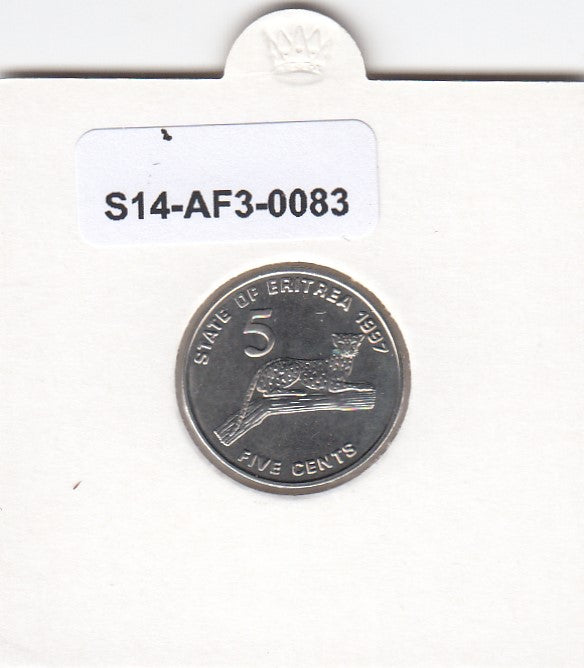 S14-AF3-0083
STATE OF ERITREA 1997
5
FIVE CENTS